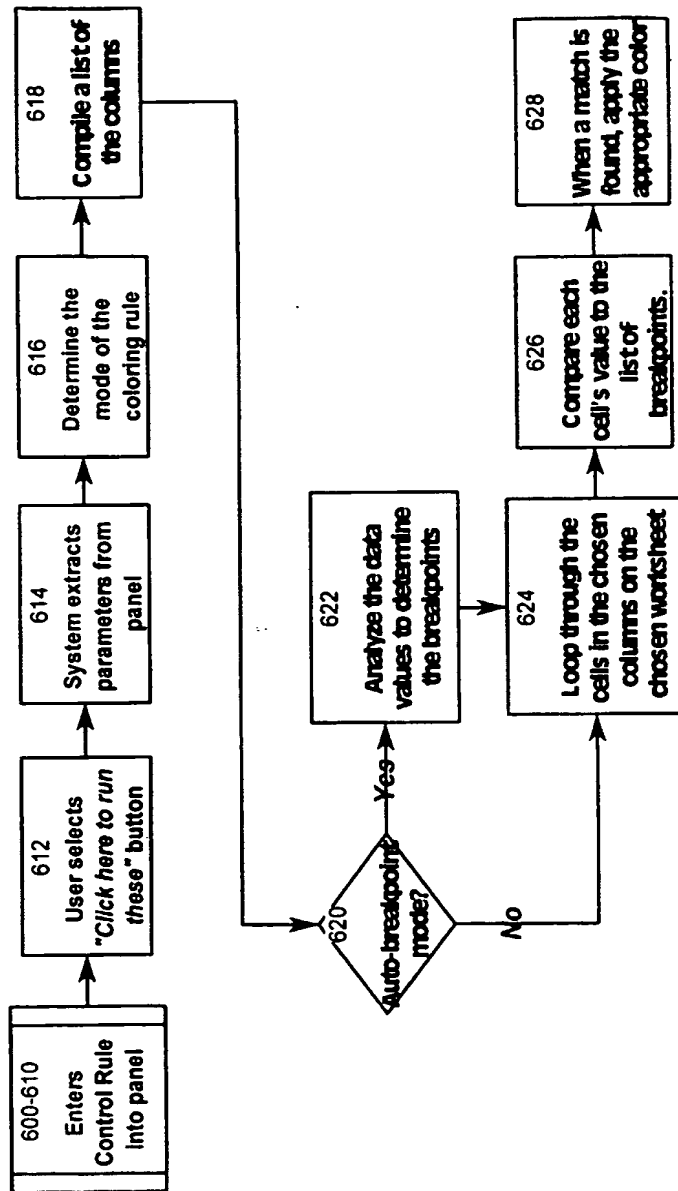 600-610
Enters
Control Rule
into panel
612
User selects
"Click here to run
these" button
614
System extracts
parameters from
panel
616
Determine the
mode of the
coloring rule
618
Compile a list of
the columns
620
Auto-breakpoint
mode?
Yes
No
622
Analyze the data
values to determine
the breakpoints
624
Loop through the
cells in the chosen
columns on the
chosen worksheet
626
Compare each
cell's value to the
list of
breakpoints.
628
When a match is
found, apply the
appropriate color